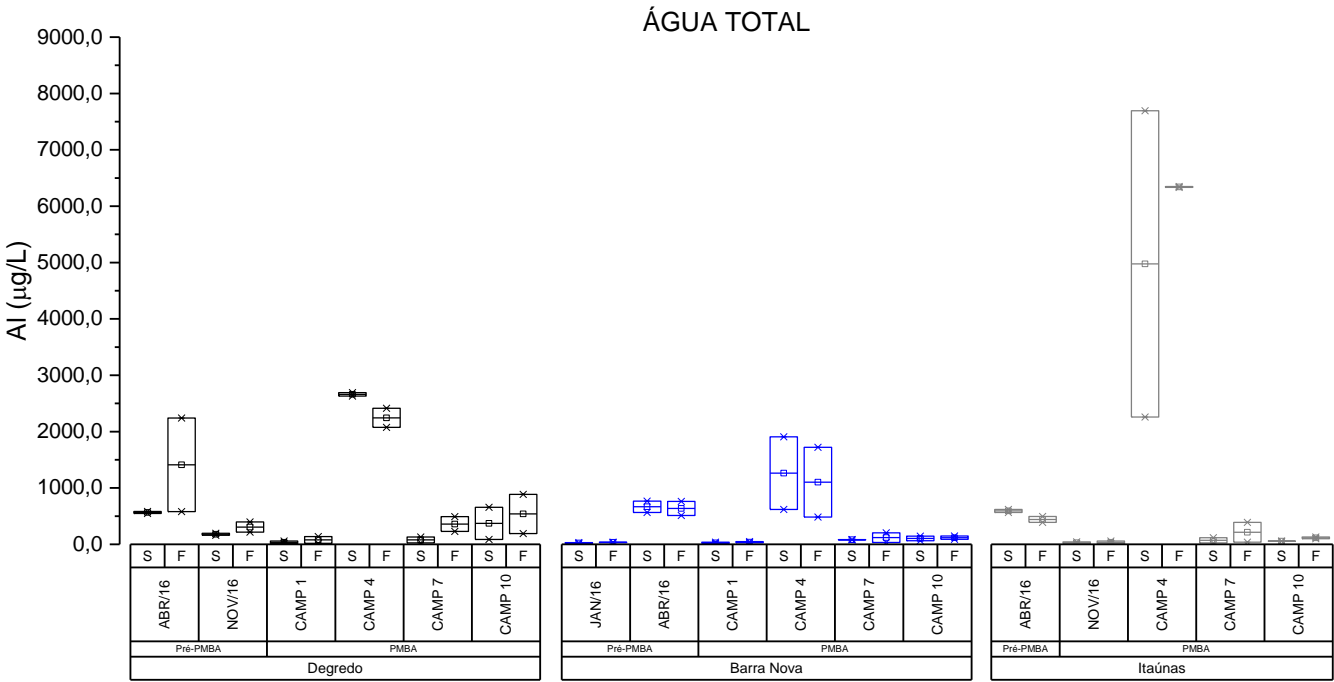 ÁGUA TOTAL
9000,0
8000,0
7000,0
6000,0
5000,0
4000,0
3000,0
2000,0
1000,0
0,0
Al (µg/L)
S F S F S F S F S F S F S F S F S F S F S F S F S F S F S F S F S F
ABR/16 NOV/16 CAMP 1 CAMP 4 CAMP 7 CAMP 10 JAN/16 ABR/16 CAMP 1 CAMP 4 CAMP 7 CAMP 10 ABR/16 NOV/16 CAMP 4 CAMP 7 CAMP 10
Pré-PMBA PMBA Pré-PMBA PMBA Pré-PMBA PMBA
Degredo Barra Nova Itaúnas